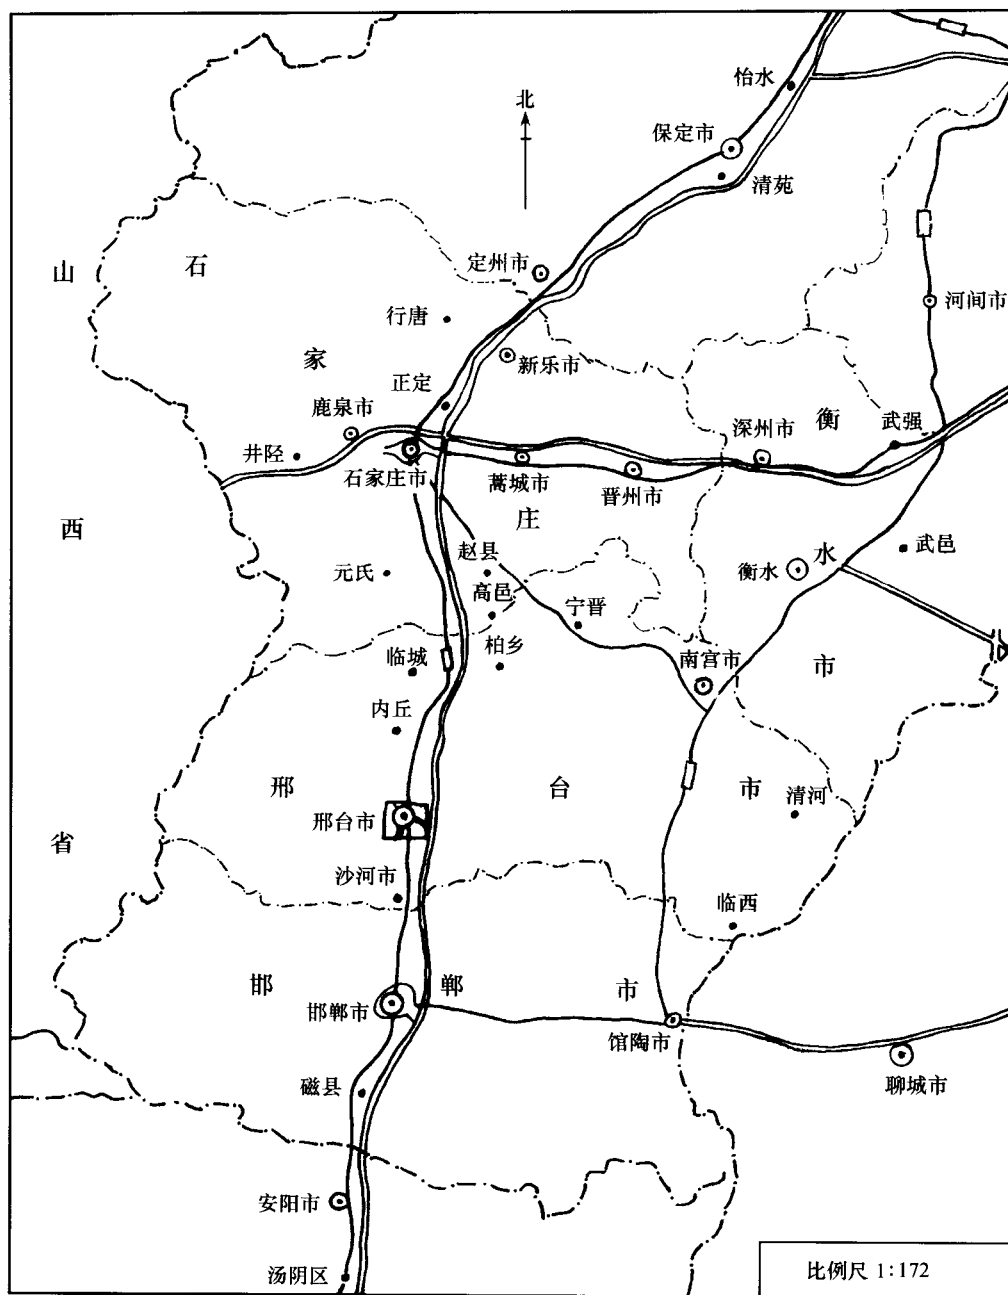 怡水
北
保定市
清苑
山
石
定州市
河间市
行唐
家
新乐市
正定
鹿泉市
衡
武强
深州市
井陉
石家庄市
蒿城市
晋州市
西
庄
赵县
水
武邑
元氏
衡水
高邑
宁晋
临城
柏乡
南宫市
市
内丘
邢
台
市
清河
邢台市
省
沙河市
临西
邯
郸
市
邯郸市
馆陶市
聊城市
磁县
安阳市
汤阴区
比例尺 1:172